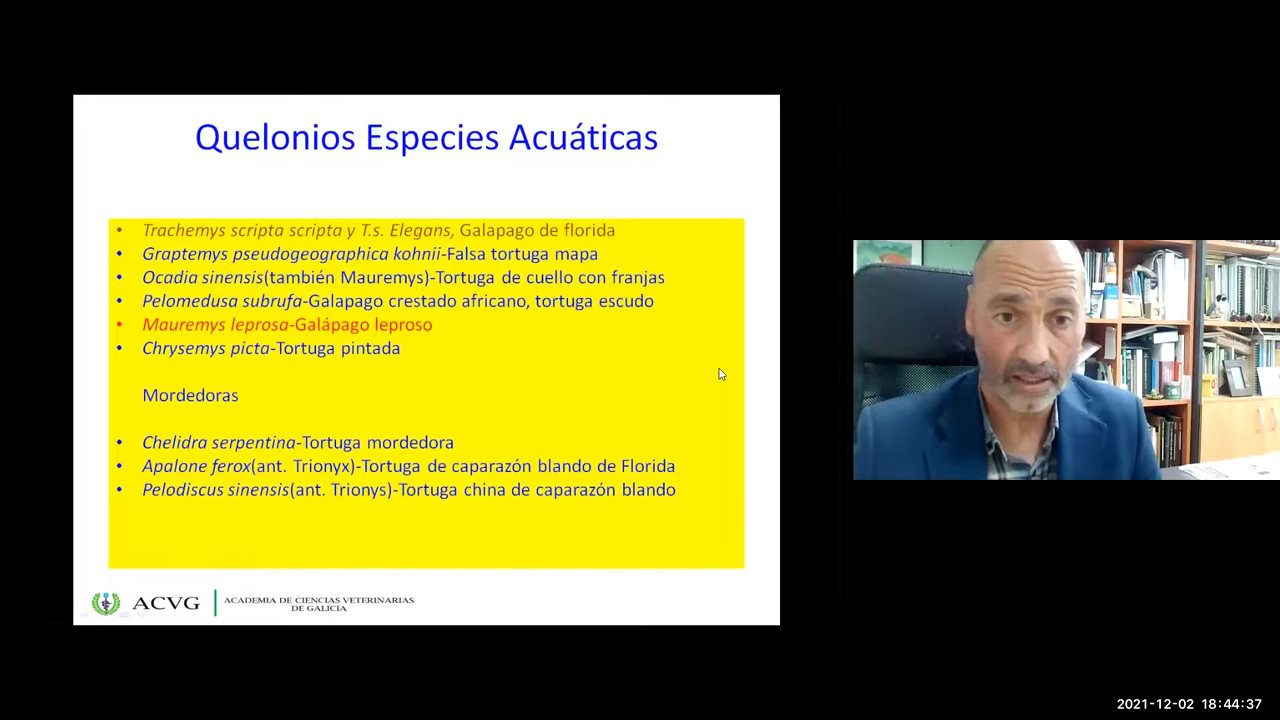 Quelonios Especies Acuáticas
• Trachemys scripta scripta y T.s. Elegans, Galapago de florida
• Graptemys pseudogeographica kohnii-Falsa tortuga mapa
• Ocadia sinensis(también Mauremys)-Tortuga de cuello con franjas
• Pelomedusa subrufa-Galapago crestado africano, tortuga escudo
• Mauremys leprosa-Galápago leproso
• Chrysemys picta-Tortuga pintada
Mordedoras
• Chelidra serpentina-Tortuga mordedora
• Apalone ferox(ant. Trionyx)-Tortuga de caparazón blando de Florida
• Pelodiscus sinensis(ant. Trionys)-Tortuga china de caparazón blando
ACVG
ACADEMIA DE CIENCIAS VETERINARIAS
DE GALICIA
2021-12-02 18:44:37